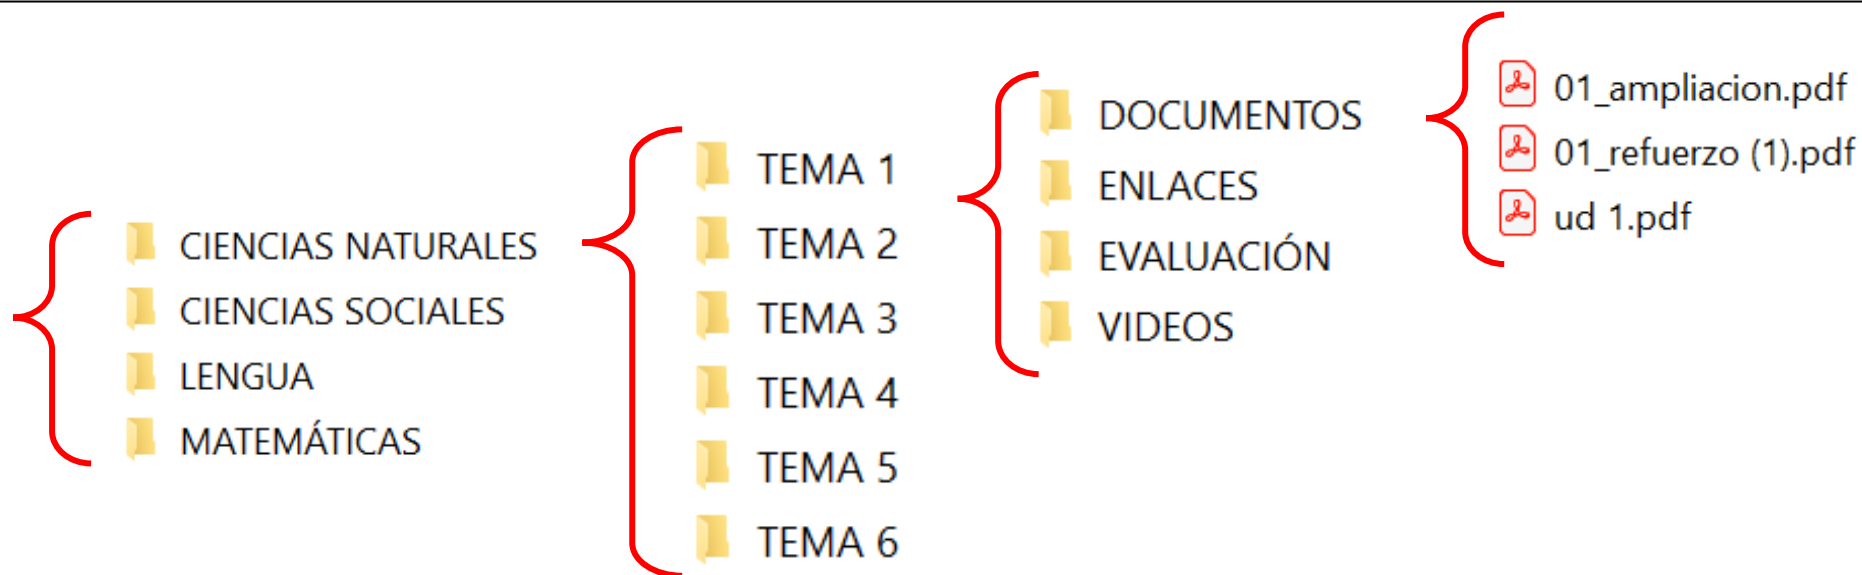 CIENCIAS NATURALES
CIENCIAS SOCIALES
LENGUA
MATEMÁTICAS
TEMA 1
TEMA 2
TEMA 3
TEMA 4
TEMA 5
TEMA 6
DOCUMENTOS
ENLACES
EVALUACIÓN
VIDEOS
01_ampliacion.pdf
01_refuerzo (1).pdf
ud 1.pdf